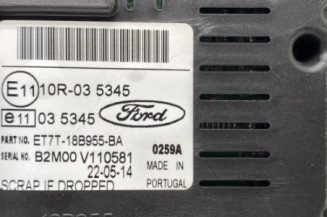 E11 10R-03 5345
e11 03 5345 Ford
PART NO. ET7T-18B955-BA 0259A
SERIAL NO. B2M00 V110581 MADE IN
22-05-14 PORTUGAL
SCRAP IF DROPPED